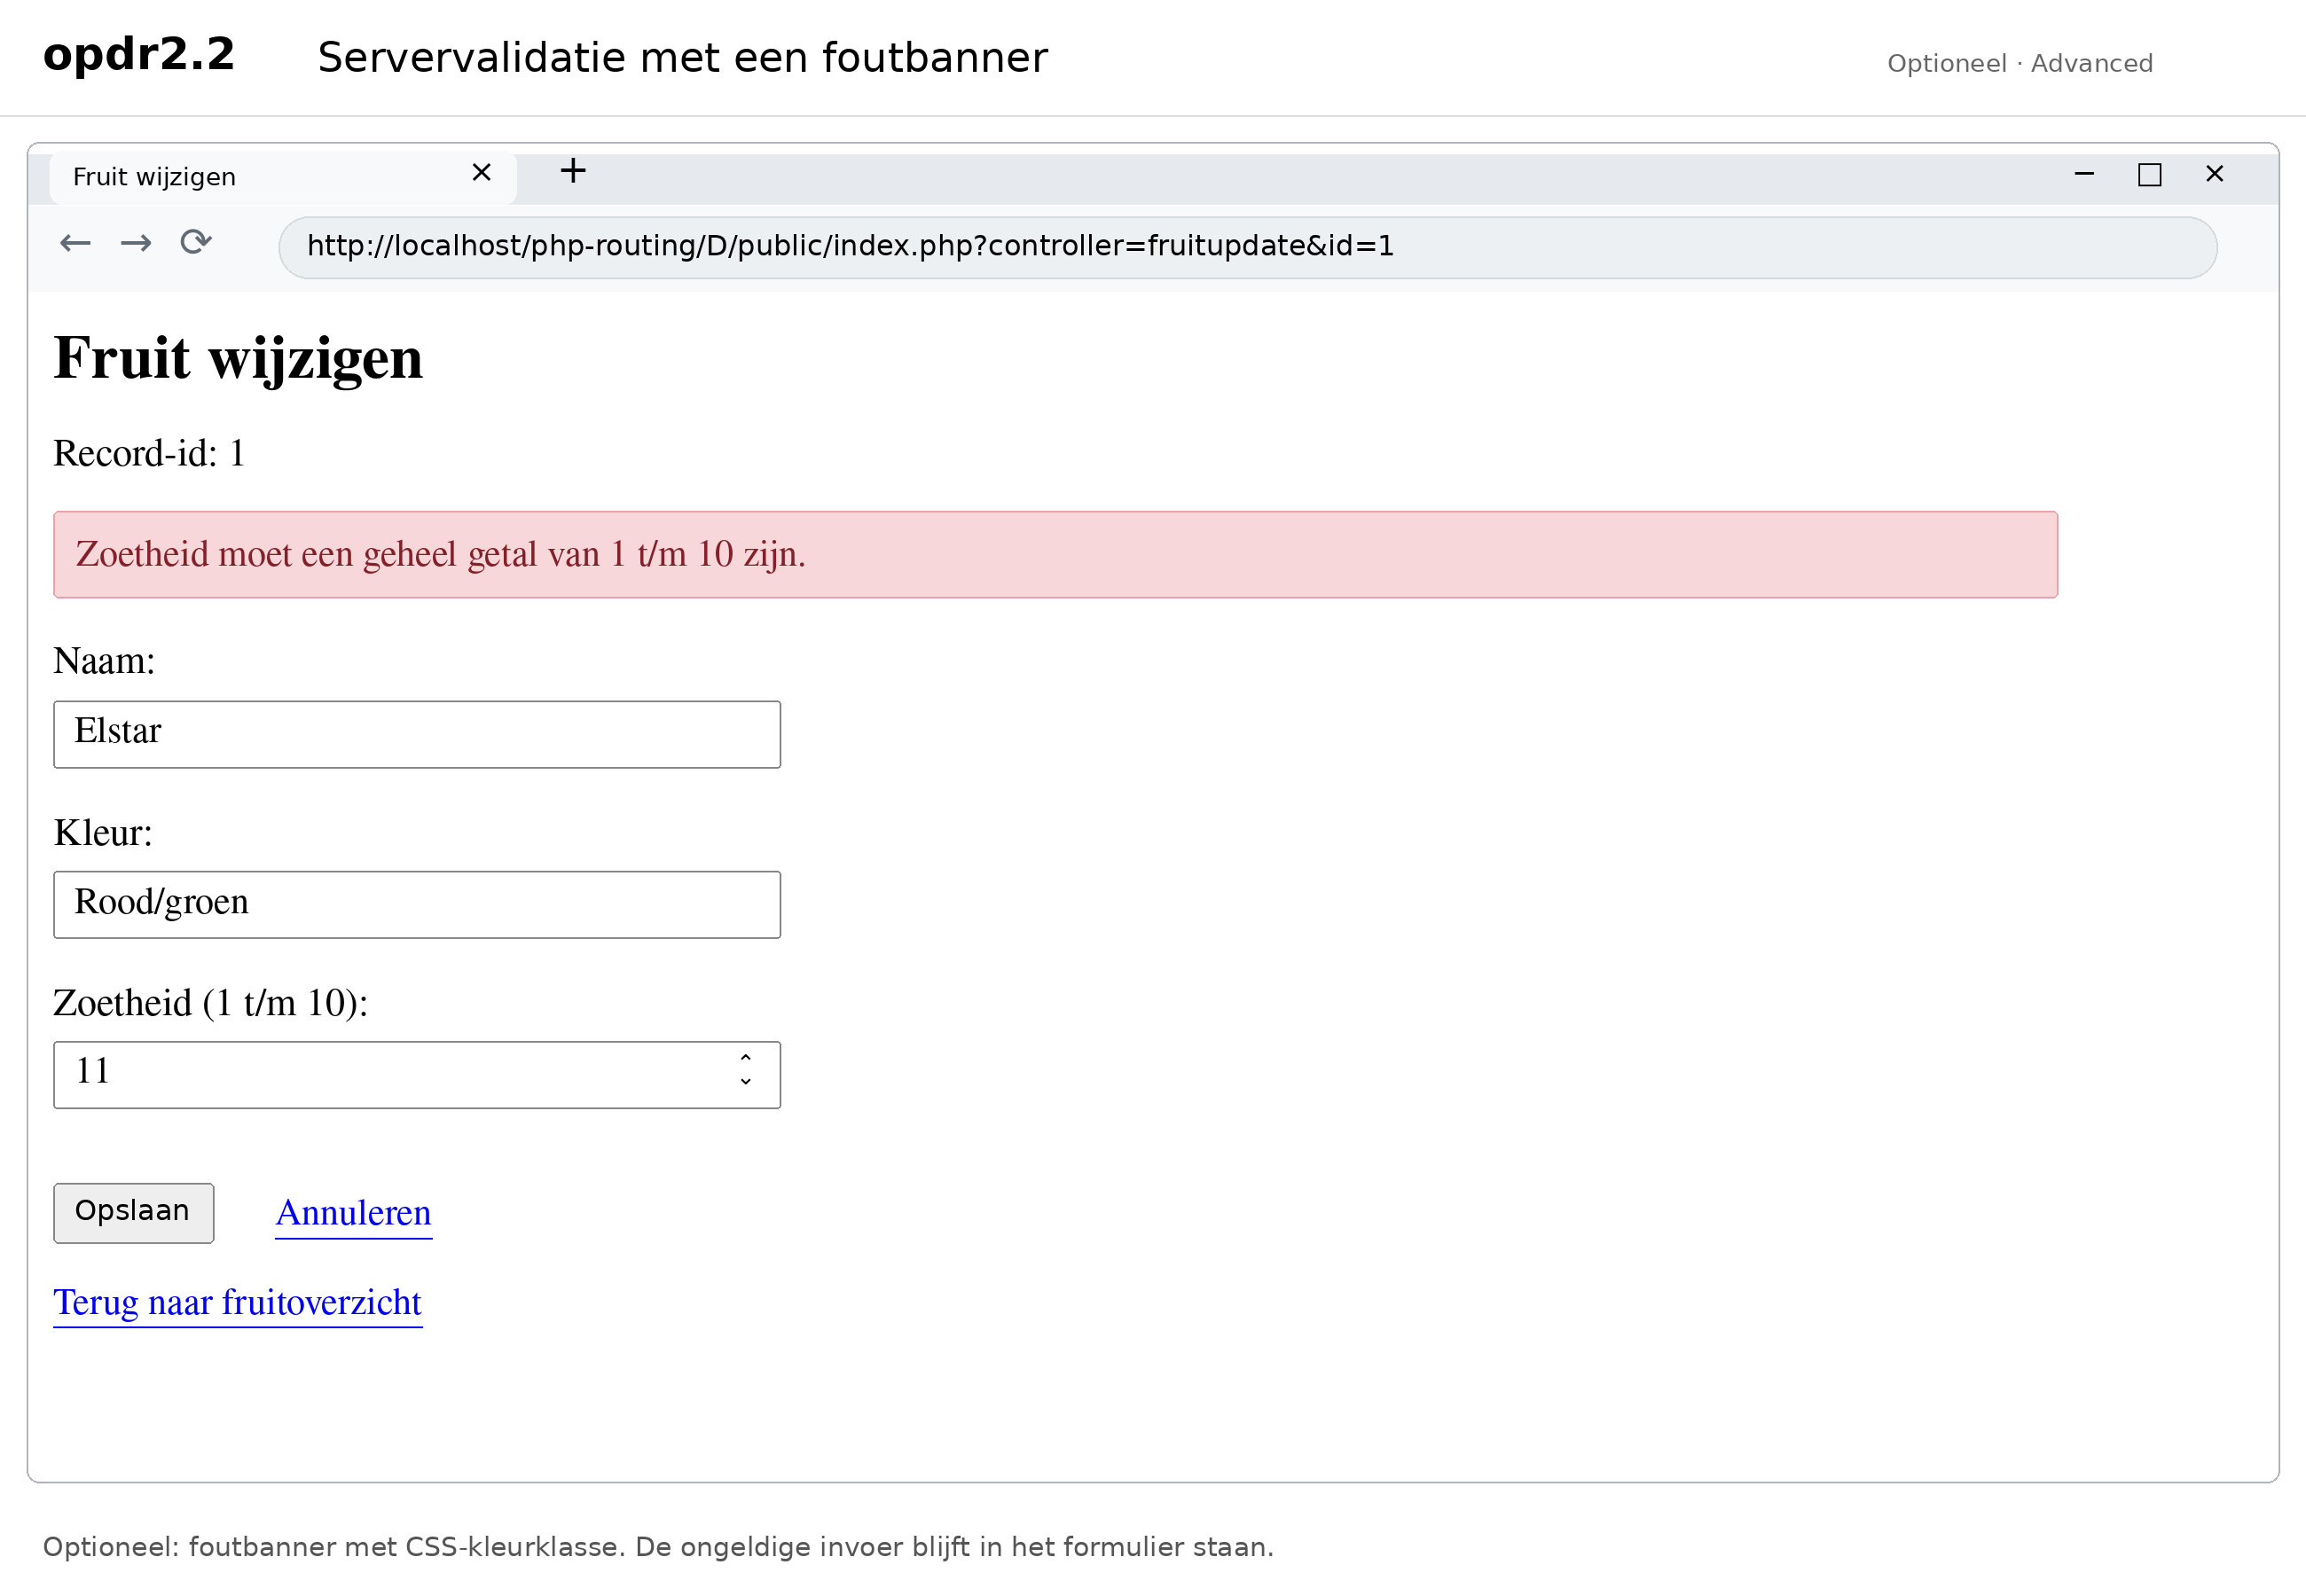 opdr2.2 Servervalidatie met een foutbanner Optioneel · Advanced
Fruit wijzigen
http://localhost/php-routing/D/public/index.php?controller=fruitupdate&id=1
Fruit wijzigen
Record-id: 1
Zoetheid moet een geheel getal van 1 t/m 10 zijn.
Naam:
Elstar
Kleur:
Rood/groen
Zoetheid (1 t/m 10):
11
Opslaan Annuleren
Terug naar fruitoverzicht
Optioneel: foutbanner met CSS-kleurklasse. De ongeldige invoer blijft in het formulier staan.